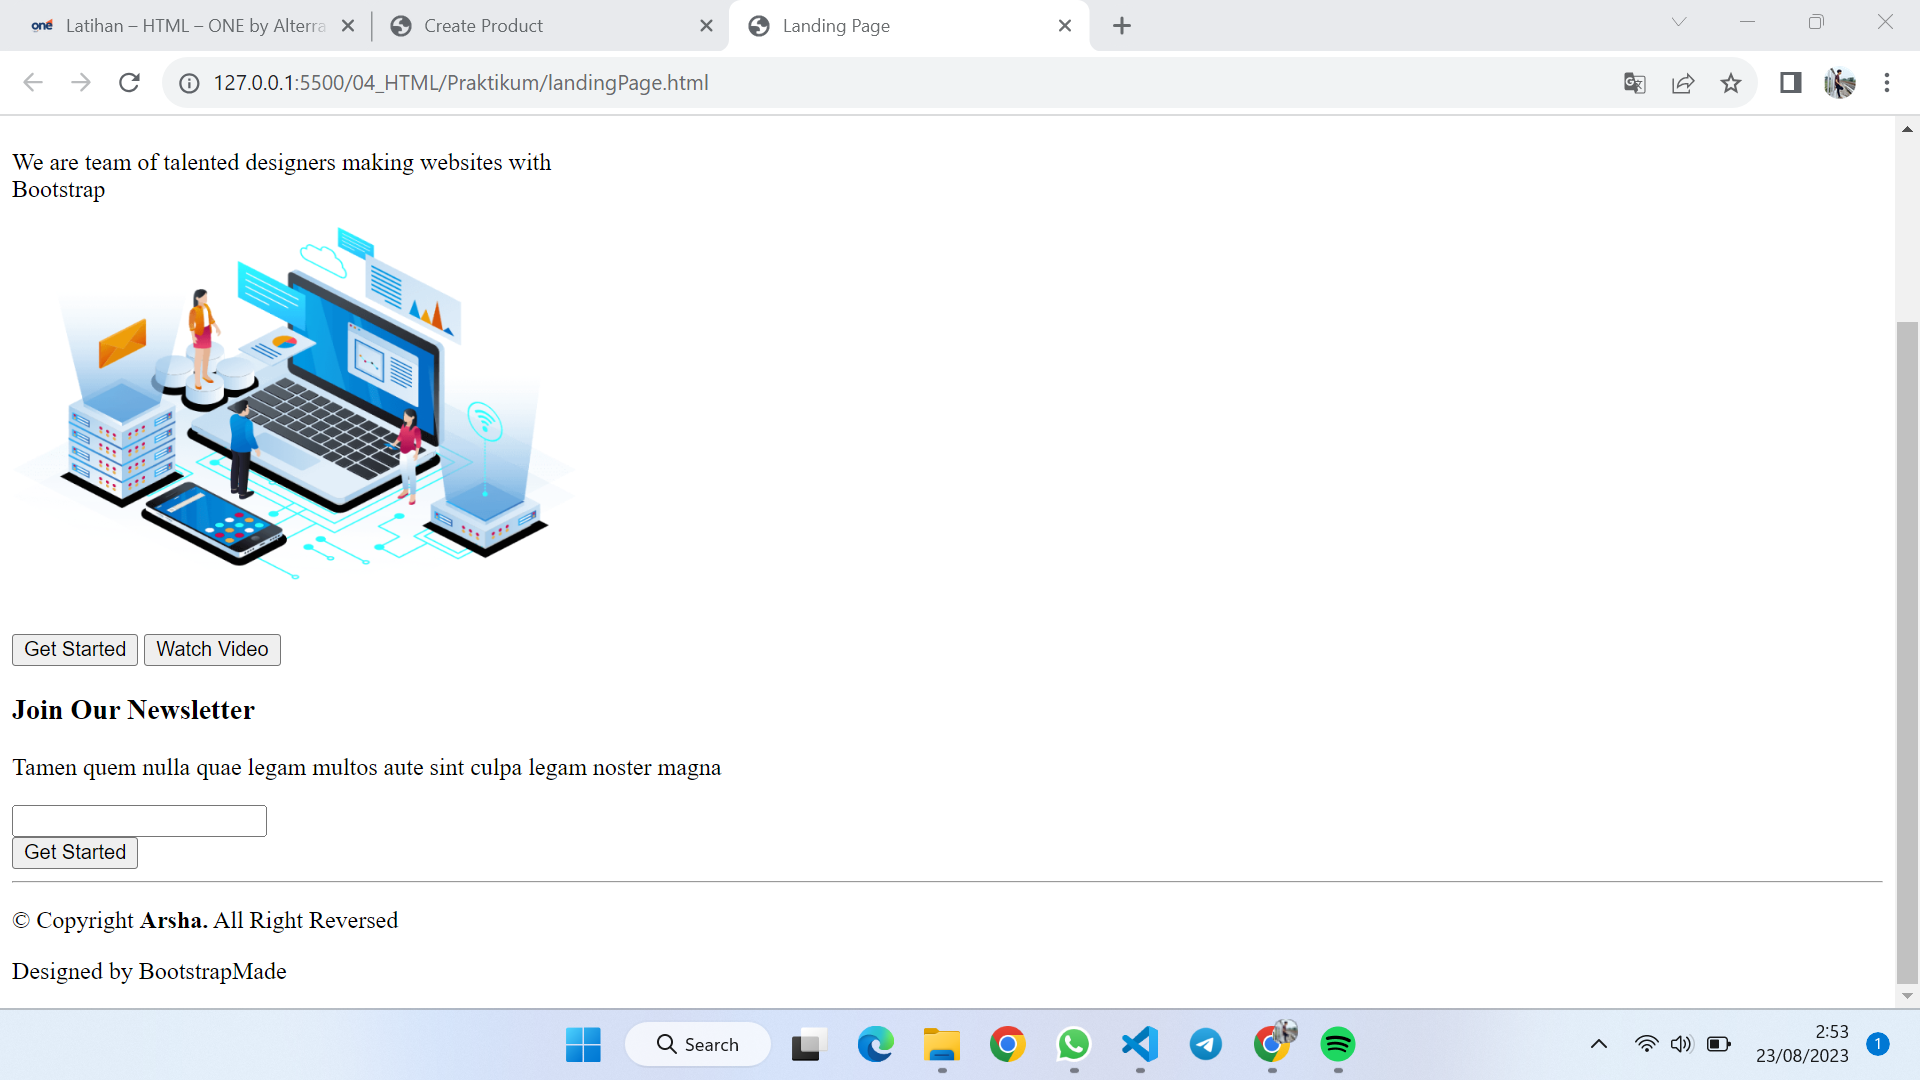 one Latihan – HTML – ONE by Alterra
Create Product
Landing Page
127.0.0.1:5500/04_HTML/Praktikum/landingPage.html
We are team of talented designers making websites with
Bootstrap
Get Started
Watch Video
Join Our Newsletter
Tamen quem nulla quae legam multos aute sint culpa legam noster magna
Get Started
© Copyright Arsha. All Right Reversed
Designed by BootstrapMade
Search
2:53
23/08/2023
1